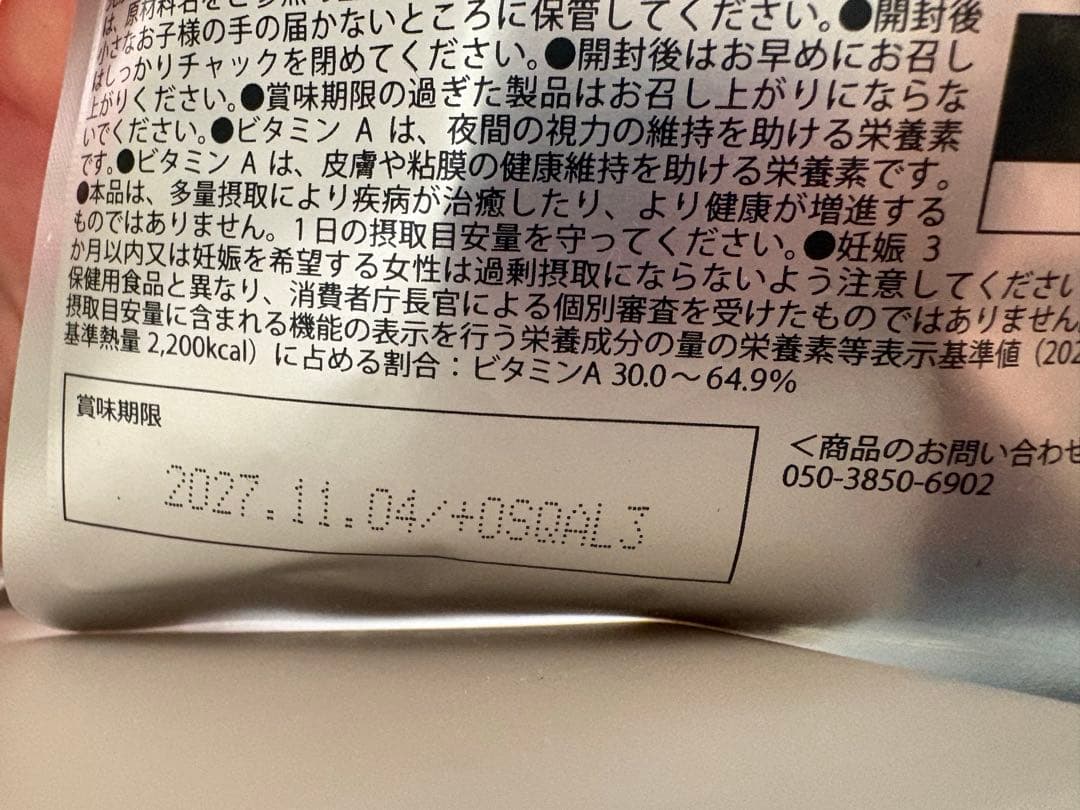 は、原材料名をご参照の
小さなお子様の手の届かないところに保管してください。●開封後
はしっかりチャックを閉めてください。●開封後はお早めにお召し
上がりください。●賞味期限の過ぎた製品はお召し上がりにならな
いでください。●ビタミン A は、夜間の視力の維持を助ける栄養素
です。●ビタミン A は、皮膚や粘膜の健康維持を助ける栄養素です。
●本品は、多量摂取により疾病が治癒したり、より健康が増進する
ものではありません。1日の摂取目安量を守ってください。●妊娠 3
か月以内又は妊娠を希望する女性は過剰摂取にならないよう注意してください
保健用食品と異なり、消費者庁長官による個別審査を受けたものではありません
摂取目安量に含まれる機能の表示を行う栄養成分の量の栄養素等表示基準値(202
基準熱量 2,200kcal)に占める割合:ビタミンA 30.0〜64.9%
賞味期限
2027.11.04/+OSQAL3
<商品のお問い合わせ
050-3850-6902